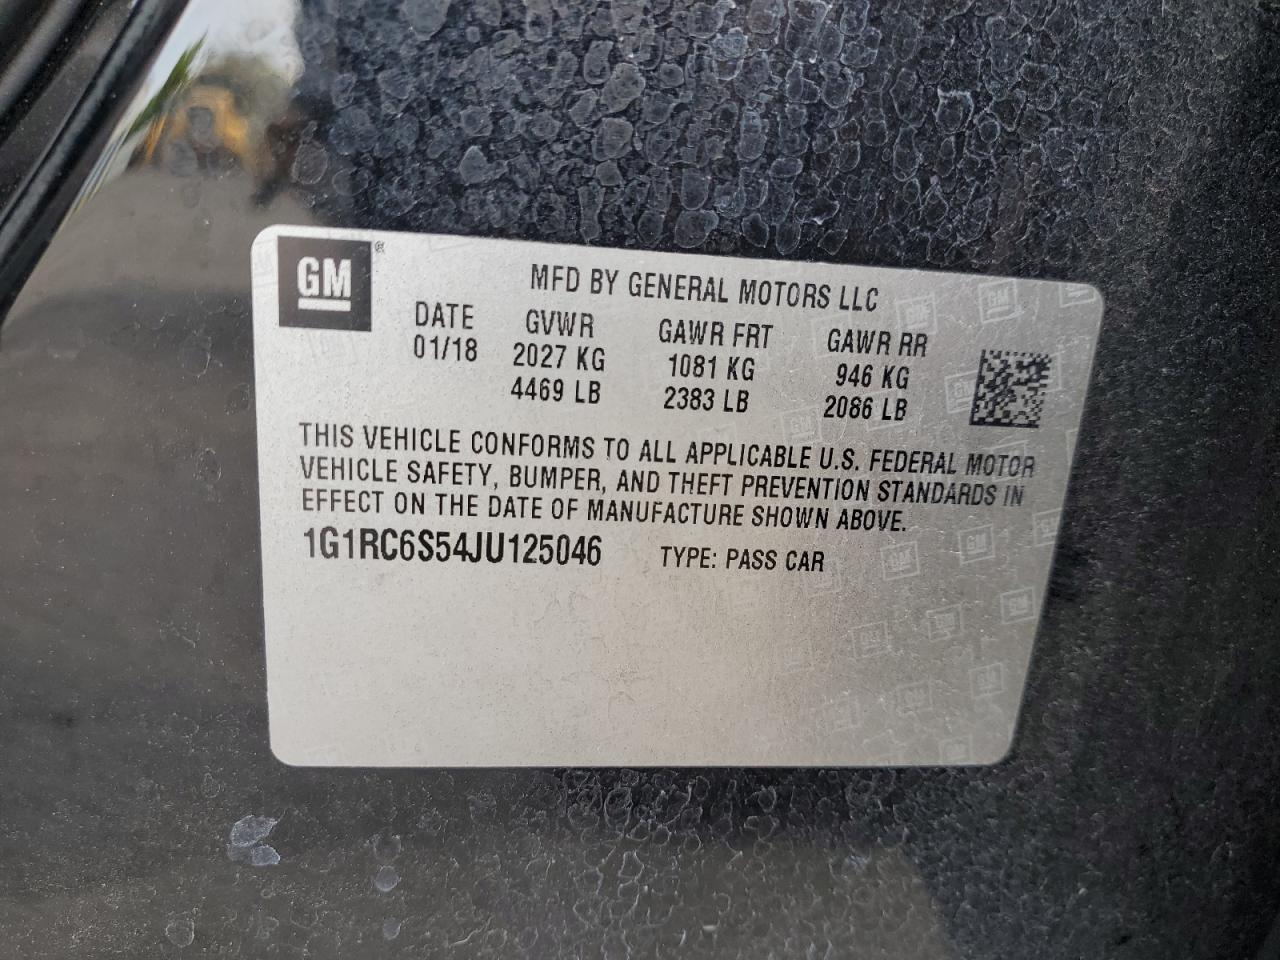 GM ®
MFD BY GENERAL MOTORS LLC
DATE GVWR GAWR FRT GAWR RR
01/18 2027 KG 1081 KG 946 KG
4469 LB 2383 LB 2086 LB
THIS VEHICLE CONFORMS TO ALL APPLICABLE U.S. FEDERAL MOTOR
VEHICLE SAFETY, BUMPER, AND THEFT PREVENTION STANDARDS IN
EFFECT ON THE DATE OF MANUFACTURE SHOWN ABOVE.
1G1RC6S54JU125046 TYPE: PASS CAR